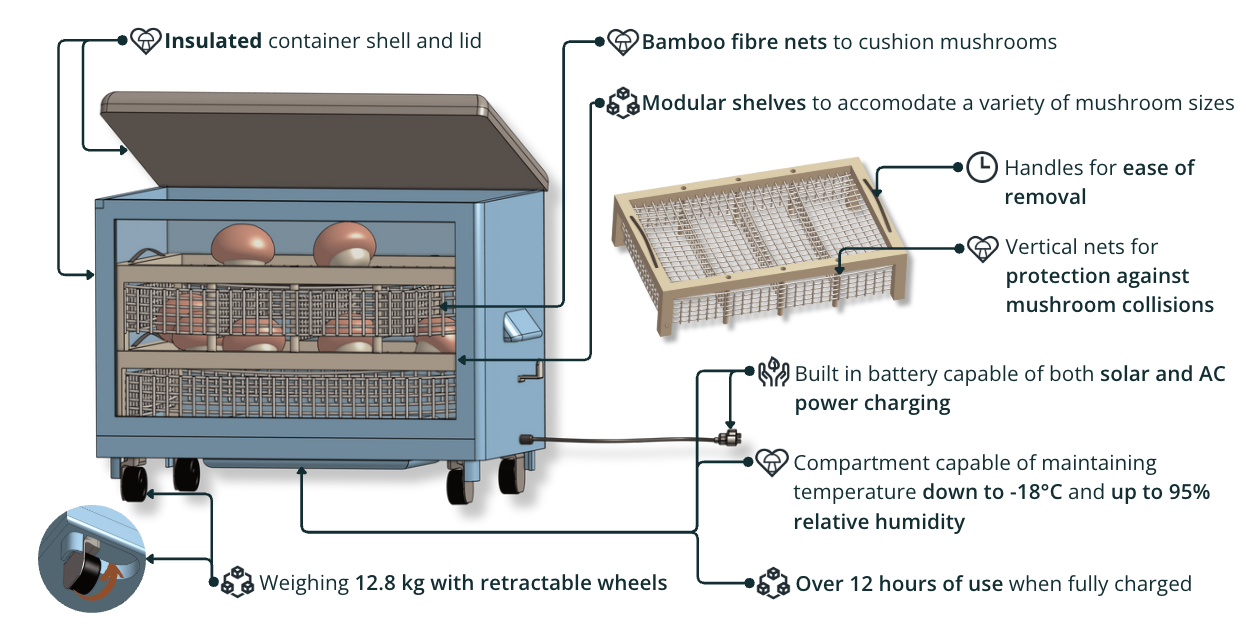 Insulated container shell and lid
Bamboo fibre nets to cushion mushrooms
Modular shelves to accomodate a variety of mushroom sizes
Handles for ease of
removal
Vertical nets for
protection against
mushroom collisions
Built in battery capable of both solar and AC
power charging
Compartment capable of maintaining
temperature down to -18°C and up to 95%
relative humidity
Weighing 12.8 kg with retractable wheels
Over 12 hours of use when fully charged